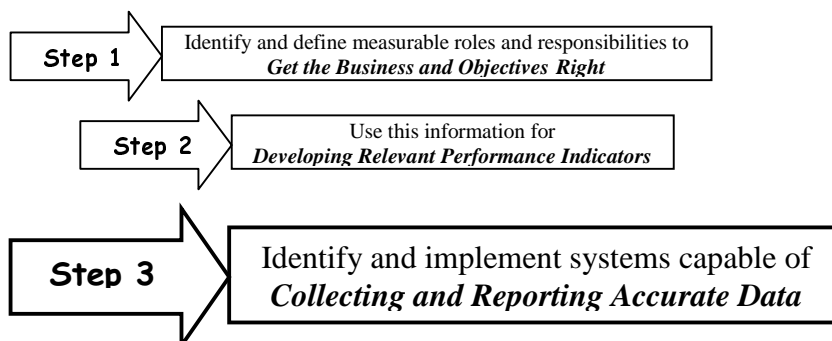 Step 1
Identify and define measurable roles and responsibilities to
Get the Business and Objectives Right
Step 2
Use this information for
Developing Relevant Performance Indicators
Step 3
Identify and implement systems capable of
Collecting and Reporting Accurate Data